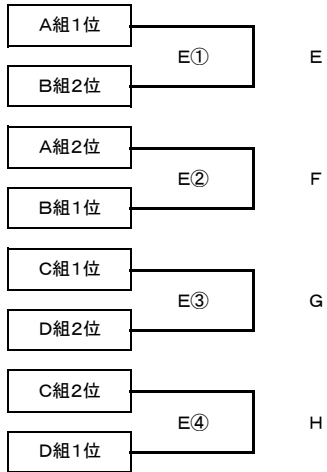 A組1位
E① E
B組2位
A組2位
E② F
B組1位
C組1位
E③ G
D組2位
C組2位
E④ H
D組1位